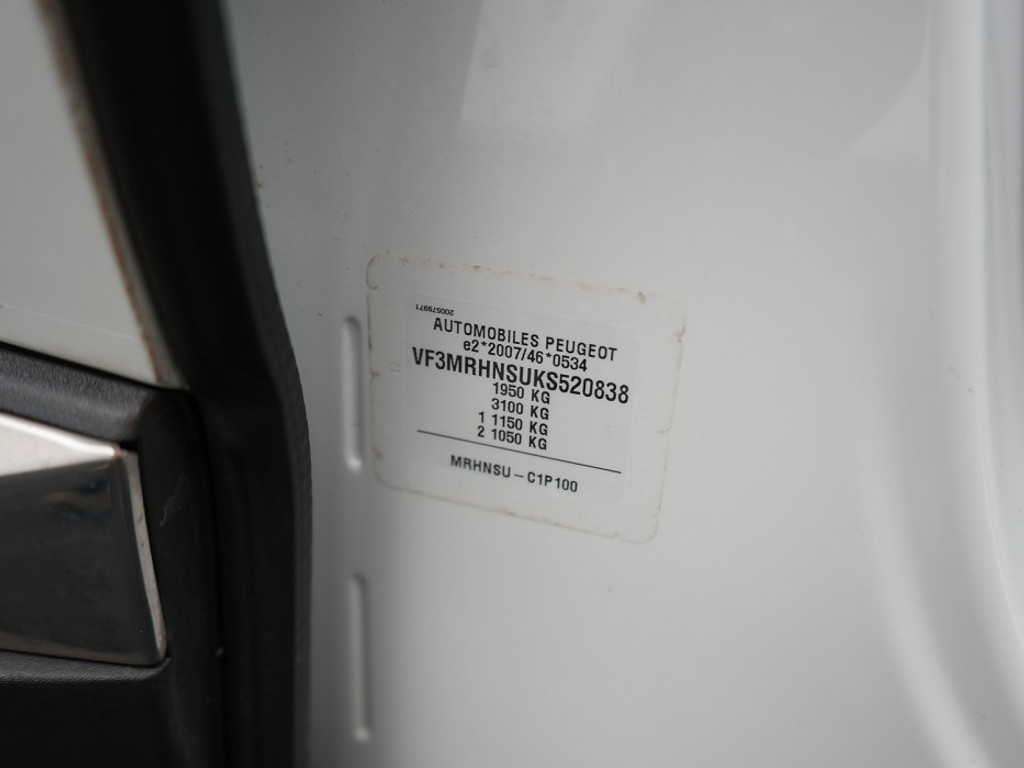 200579971
AUTOMOBILES PEUGEOT
e2*2007/46*0534
VF3MRHNSUKS520838
1950 KG
3100 KG
1 1150 KG
2 1050 KG
MRHNSU-C1P100